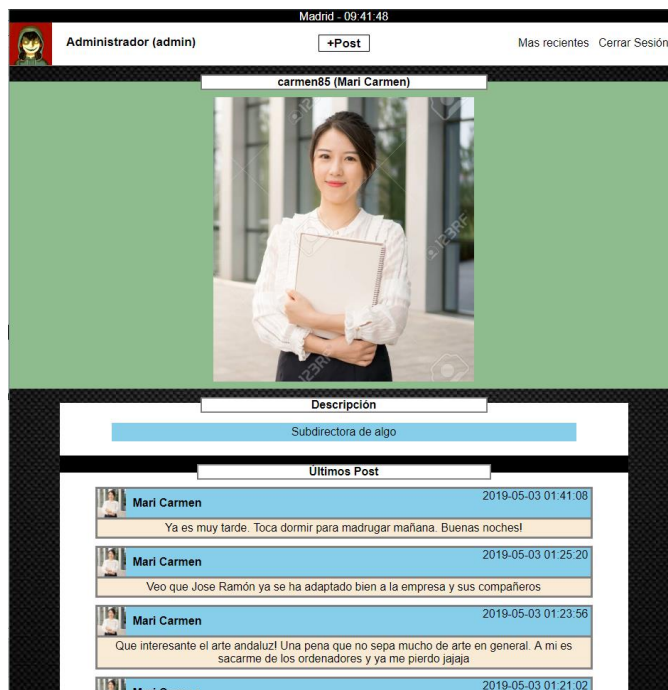 Madrid - 09:41:48
Administrador (admin)
+Post
Mas recientes Cerrar Sesión
carmen85 (Mari Carmen)
123RF
123RF
123RF
Descripción
Subdirectora de algo
Últimos Post
Mari Carmen
2019-05-03 01:41:08
Ya es muy tarde. Toca dormir para madrugar mañana. Buenas noches!
Mari Carmen
2019-05-03 01:25:20
Veo que Jose Ramón ya se ha adaptado bien a la empresa y sus compañeros
Mari Carmen
2019-05-03 01:23:56
Que interesante el arte andaluz! Una pena que no sepa mucho de arte en general. A mi es
sacarme de los ordenadores y ya me pierdo jajaja
2019-05-03 01:21:02